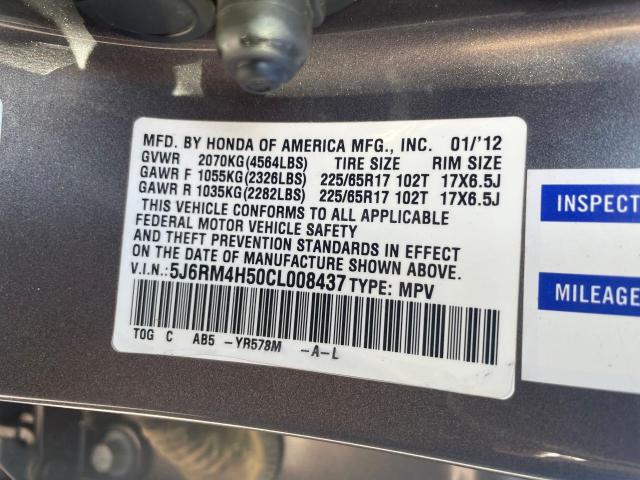 MFD. BY HONDA OF AMERICA MFG., INC. 01/'12
GVWR 2070KG(4564LBS) TIRE SIZE RIM SIZE
GAWR F 1055KG(2326LBS) 225/65R17 102T 17X6.5J
GAWR R 1035KG(2282LBS) 225/65R17 102T 17X6.5J
THIS VEHICLE CONFORMS TO ALL APPLICABLE
FEDERAL MOTOR VEHICLE SAFETY
AND THEFT PREVENTION STANDARDS IN EFFECT
ON THE DATE OF MANUFACTURE SHOWN ABOVE.
V.I.N.: 5J6RM4H50CL008437 TYPE: MPV
TOG C AB5 -YR578M -A-L
INSPECT
MILEAGE